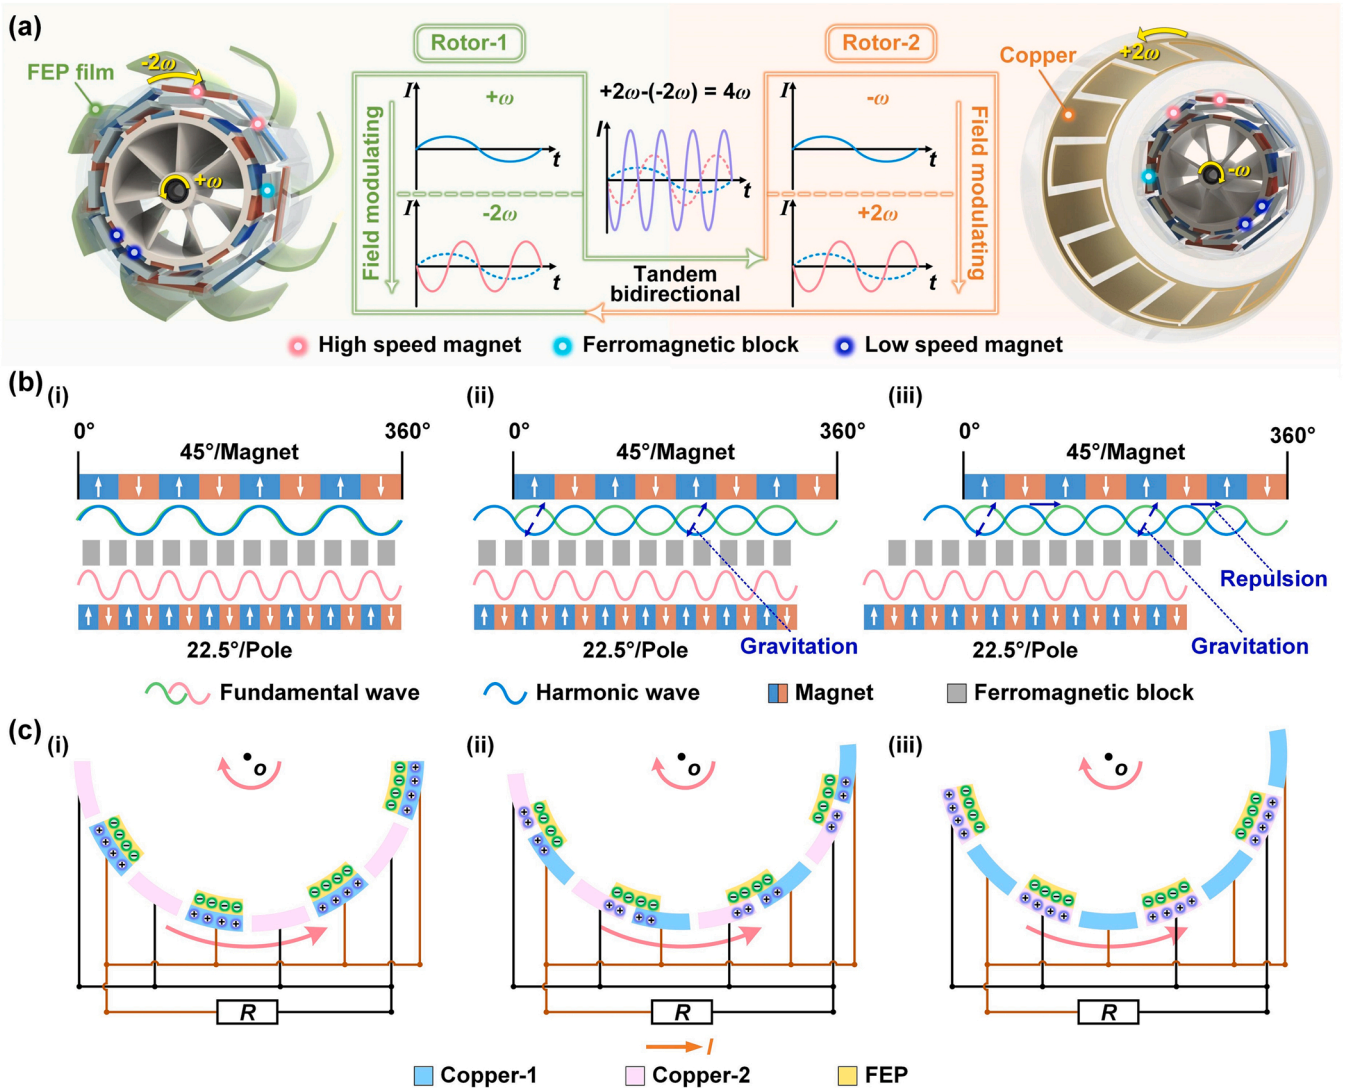 (a)
Rotor-1
Rotor-2
FEP film
-2ω
+ω
Field modulating
I
+ω
t
I
-2ω
t
+2ω-(-2ω) = 4ω
I
t
Tandem
bidirectional
I
-ω
t
I
+2ω
t
Field modulating
Copper
+2ω
-ω
High speed magnet
Ferromagnetic block
Low speed magnet
(b)
(i)
0°
360°
45°/Magnet
22.5°/Pole
(ii)
0°
360°
45°/Magnet
22.5°/Pole
Gravitation
(iii)
0°
360°
45°/Magnet
Repulsion
22.5°/Pole
Gravitation
Fundamental wave
Harmonic wave
Magnet
Ferromagnetic block
(c)
(i)
o
R
(ii)
o
R
(iii)
o
R
I
Copper-1
Copper-2
FEP